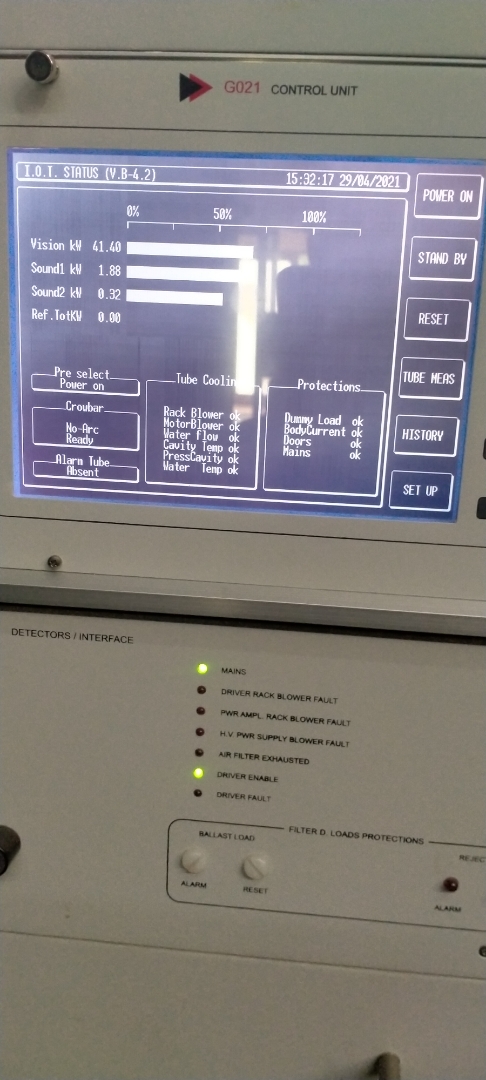 G021 CONTROL UNIT
I.O.T. STATUS (V.B-4.2) 15:32:17 29/04/2021
0% 50% 100%
Vision kW 41.40
Sound1 kW 1.88
Sound2 kW 0.32
Ref.TotKW 0.00
Pre select
Power on
Crowbar
No-Arc
Ready
Alarm Tube
Absent
Tube Coolin
Rack Blower ok
MotorBlower ok
Water flow ok
Cavity Temp ok
PressCavity ok
Water Temp ok
Protections
Dummy Load ok
BodyCurrent ok
Doors ok
Mains ok
POWER ON
STAND BY
RESET
TUBE MEAS
HISTORY
SET UP
DETECTORS / INTERFACE
MAINS
DRIVER RACK BLOWER FAULT
PWR AMPL. RACK BLOWER FAULT
H.V. PWR SUPPLY BLOWER FAULT
AIR FILTER EXHAUSTED
DRIVER ENABLE
DRIVER FAULT
FILTER D. LOADS PROTECTIONS
BALLAST LOAD
ALARM RESET
REJEC
ALARM